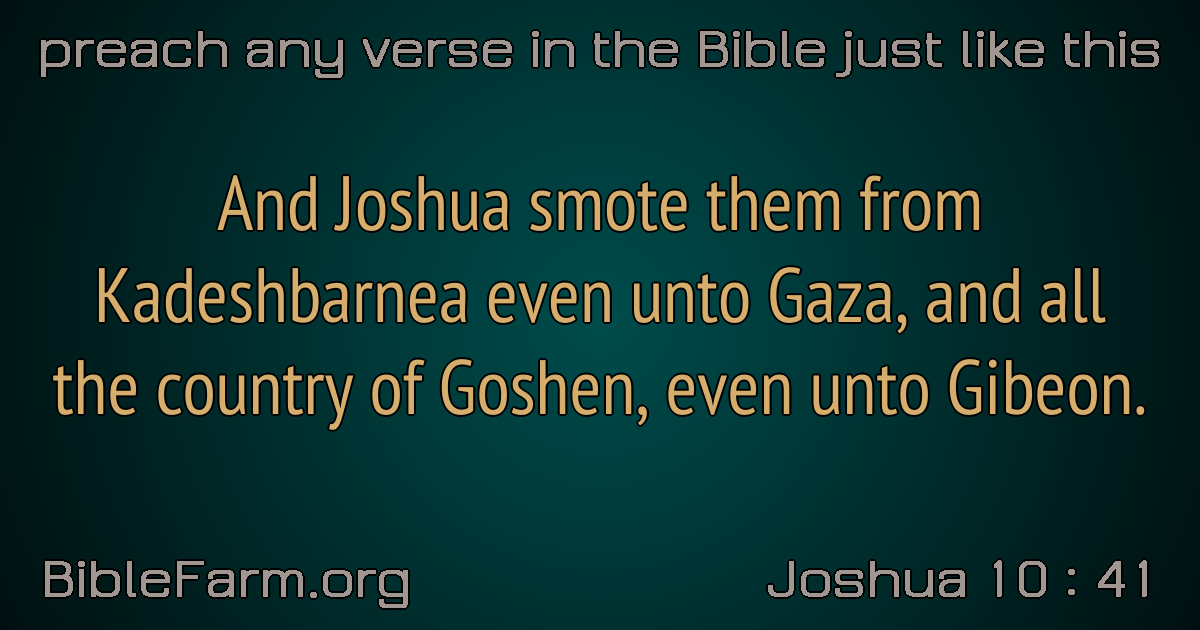 preach any verse in the Bible just like this
And Joshua smote them from
Kadeshbarnea even unto Gaza, and all
the country of Goshen, even unto Gibeon.
BibleFarm.org
Joshua 10 : 41